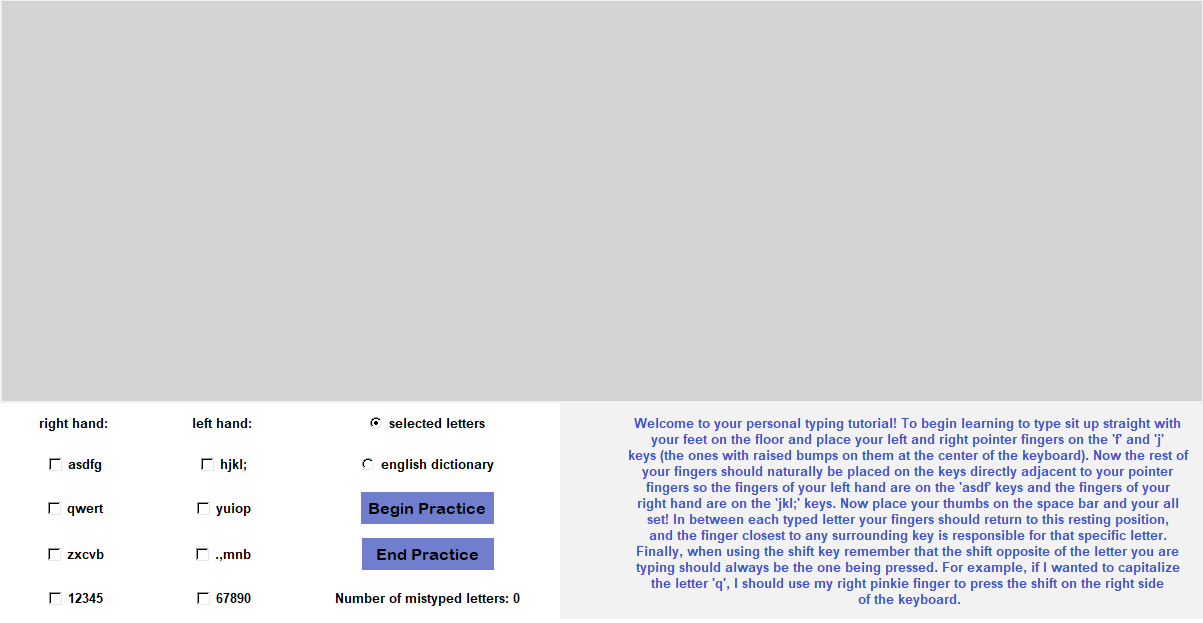 right hand:
left hand:
selected letters
asdfg
hjkl;
english dictionary
qwert
yuiop
Begin Practice
zxcvb
.,mnb
End Practice
12345
67890
Number of mistyped letters: 0
Welcome to your personal typing tutorial! To begin learning to type sit up straight with
your feet on the floor and place your left and right pointer fingers on the 'f' and 'j'
keys (the ones with raised bumps on them at the center of the keyboard). Now the rest of
your fingers should naturally be placed on the keys directly adjacent to your pointer
fingers so the fingers of your left hand are on the 'asdf' keys and the fingers of your
right hand are on the 'jkl;' keys. Now place your thumbs on the space bar and your all
set! In between each typed letter your fingers should return to this resting position,
and the finger closest to any surrounding key is responsible for that specific letter.
Finally, when using the shift key remember that the shift opposite of the letter you are
typing should always be the one being pressed. For example, if I wanted to capitalize
the letter 'q', I should use my right pinkie finger to press the shift on the right side
of the keyboard.